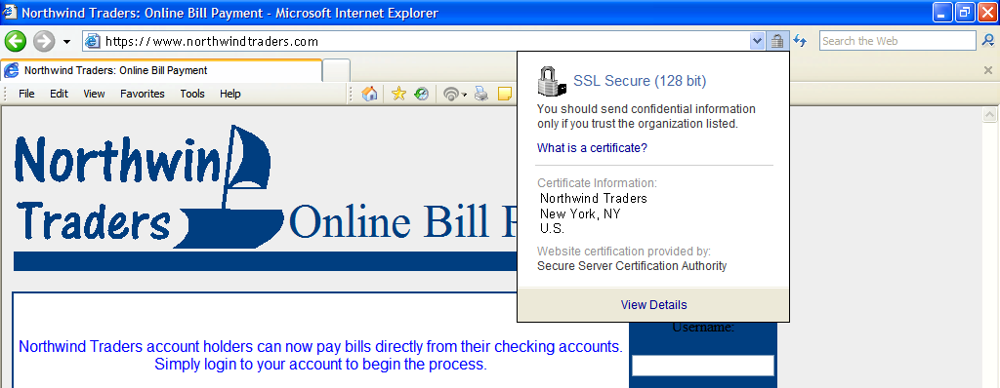 Northwind Traders: Online Bill Payment - Microsoft Internet Explorer
https://www.northwindtraders.com
Search the Web
Northwind Traders: Online Bill Payment
File Edit View Favorites Tools Help
SSL Secure (128 bit)
You should send confidential information
only if you trust the organization listed.
What is a certificate?
Certificate Information:
Northwind Traders
New York, NY
U.S.
Website certification provided by:
Secure Server Certification Authority
View Details
Northwin
Traders
Online Bill
Username:
Northwind Traders account holders can now pay bills directly from their checking accounts.
Simply login to your account to begin the process.